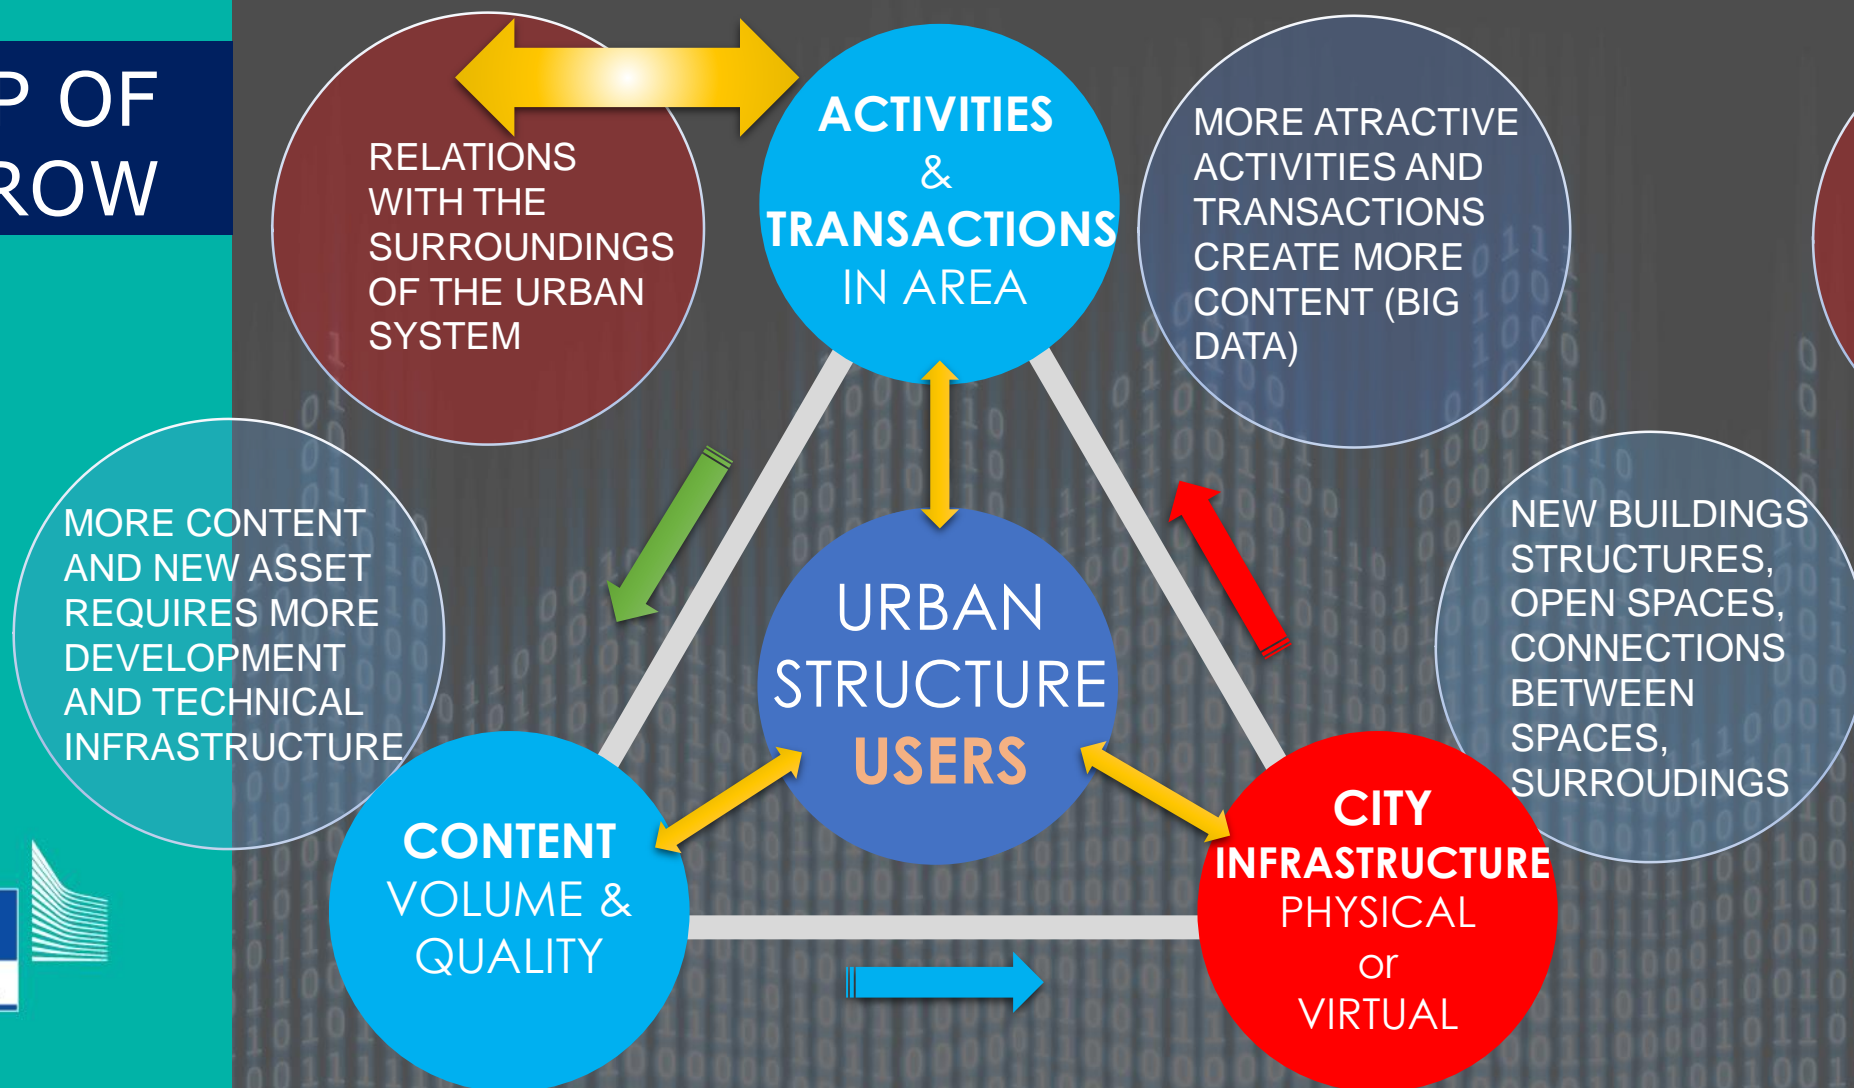 P OF
ROW
RELATIONS
WITH THE
SURROUNDINGS
OF THE URBAN
SYSTEM
ACTIVITIES
&
TRANSACTIONS
IN AREA
MORE ATRACTIVE
ACTIVITIES AND
TRANSACTIONS
CREATE MORE
CONTENT (BIG
DATA)
MORE CONTENT
AND NEW ASSET
REQUIRES MORE
DEVELOPMENT
AND TECHNICAL
INFRASTRUCTURE
URBAN
STRUCTURE
USERS
NEW BUILDINGS
STRUCTURES,
OPEN SPACES,
CONNECTIONS
BETWEEN
SPACES,
SURROUDINGS
CONTENT
VOLUME &
QUALITY
CITY
INFRASTRUCTURE
PHYSICAL
or
VIRTUAL